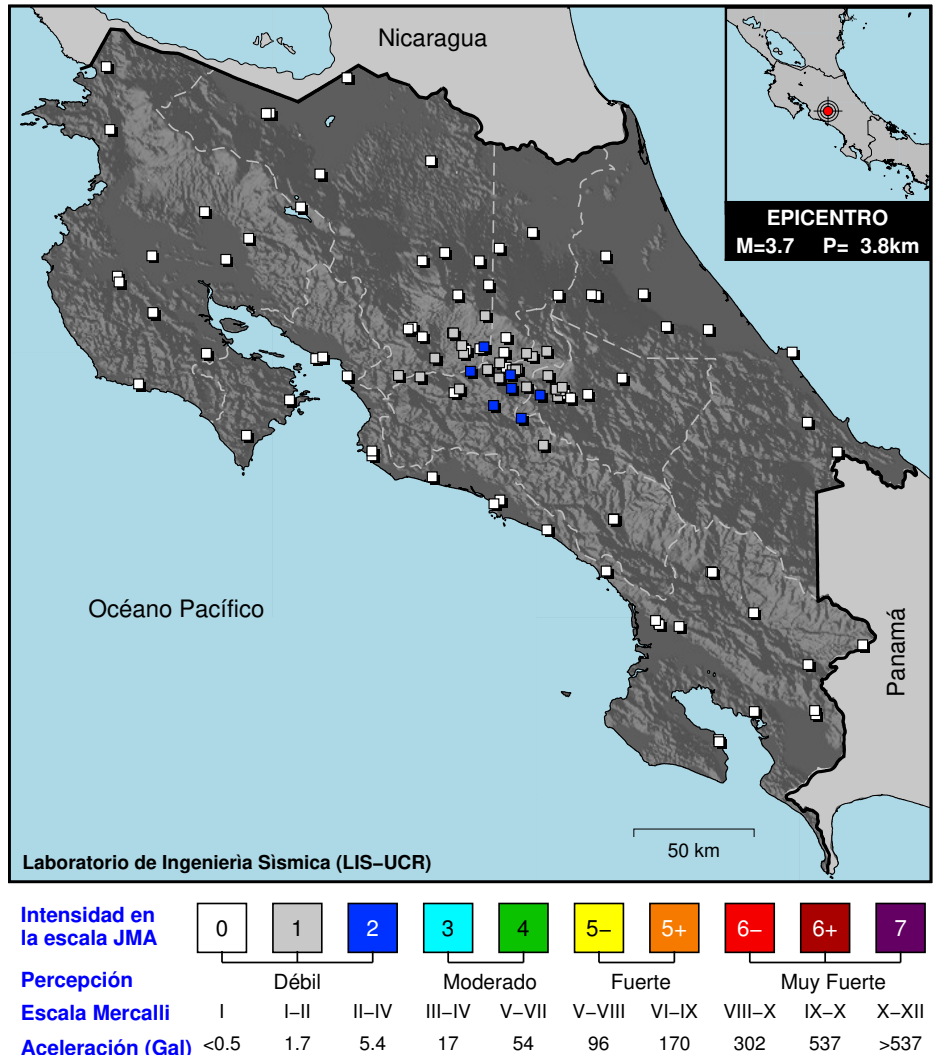 Nicaragua
EPICENTRO
M=3.7 P= 3.8km
Océano Pacífico
Panamá
50 km
Laboratorio de Ingenierìa Sìsmica (LIS−UCR)
Intensidad en
la escala JMA
0 1 2 3 4 5− 5+ 6− 6+ 7
Percepción Débil Moderado Fuerte Muy Fuerte
Escala Mercalli I I−II II−IV III−IV V−VII V−VIII VI−IX VIII−X IX−X X−XII
Aceleración (Gal) <0.5 1.7 5.4 17 54 96 170 302 537 >537